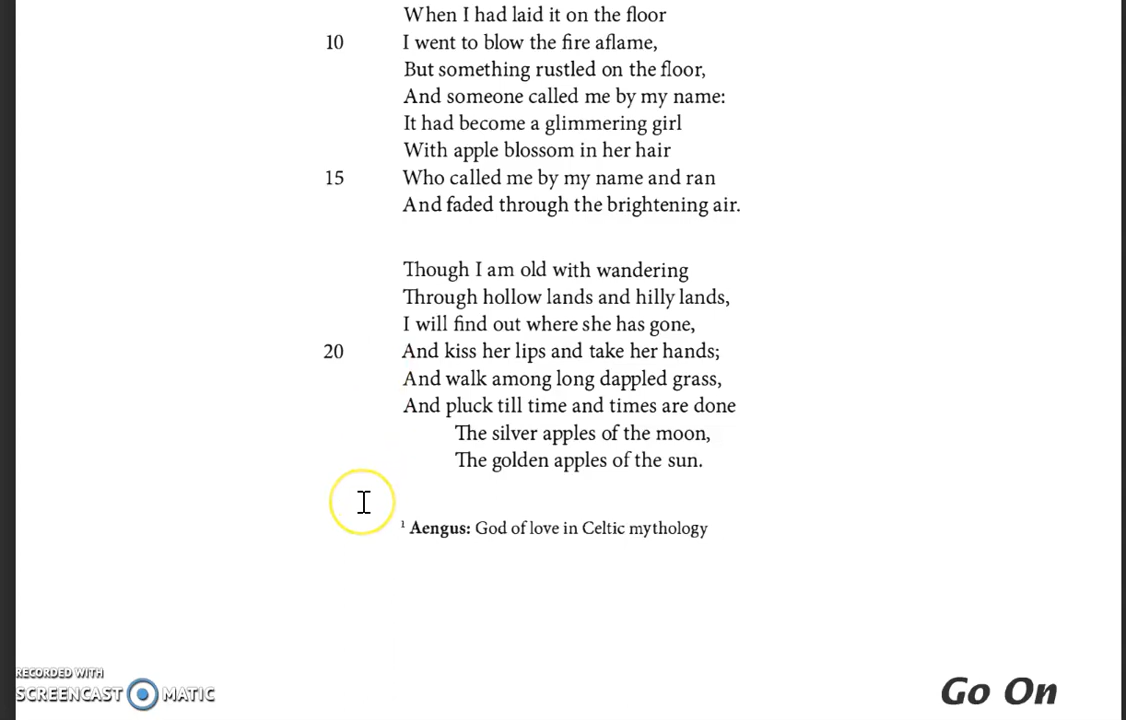 When I had laid it on the floor
10 I went to blow the fire aflame,
But something rustled on the floor,
And someone called me by my name:
It had become a glimmering girl
With apple blossom in her hair
15 Who called me by my name and ran
And faded through the brightening air.
Though I am old with wandering
Through hollow lands and hilly lands,
I will find out where she has gone,
20 And kiss her lips and take her hands;
And walk among long dappled grass,
And pluck till time and times are done
The silver apples of the moon,
The golden apples of the sun.
¹ Aengus: God of love in Celtic mythology
RECORDED WITH
SCREENCAST MATIC
Go On